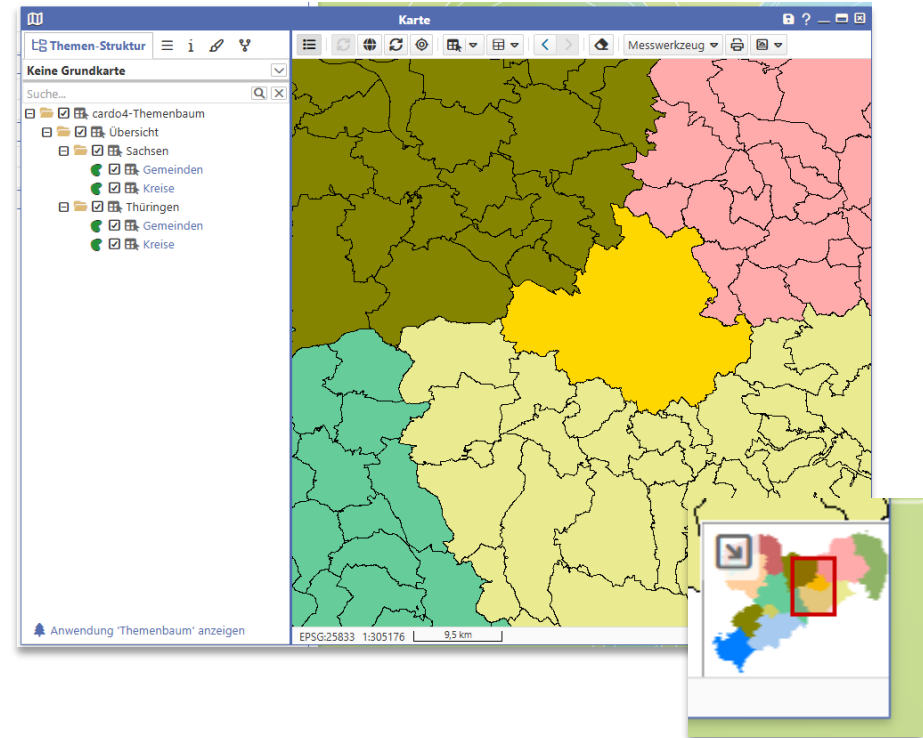 Karte
Themen-Struktur
Messwerkzeug
Keine Grundkarte
Suche...
cardo4-Themenbaum
Übersicht
Sachsen
Gemeinden
Kreise
Thüringen
Gemeinden
Kreise
Anwendung 'Themenbaum' anzeigen
EPSG:25833 1:305176 9,5 km